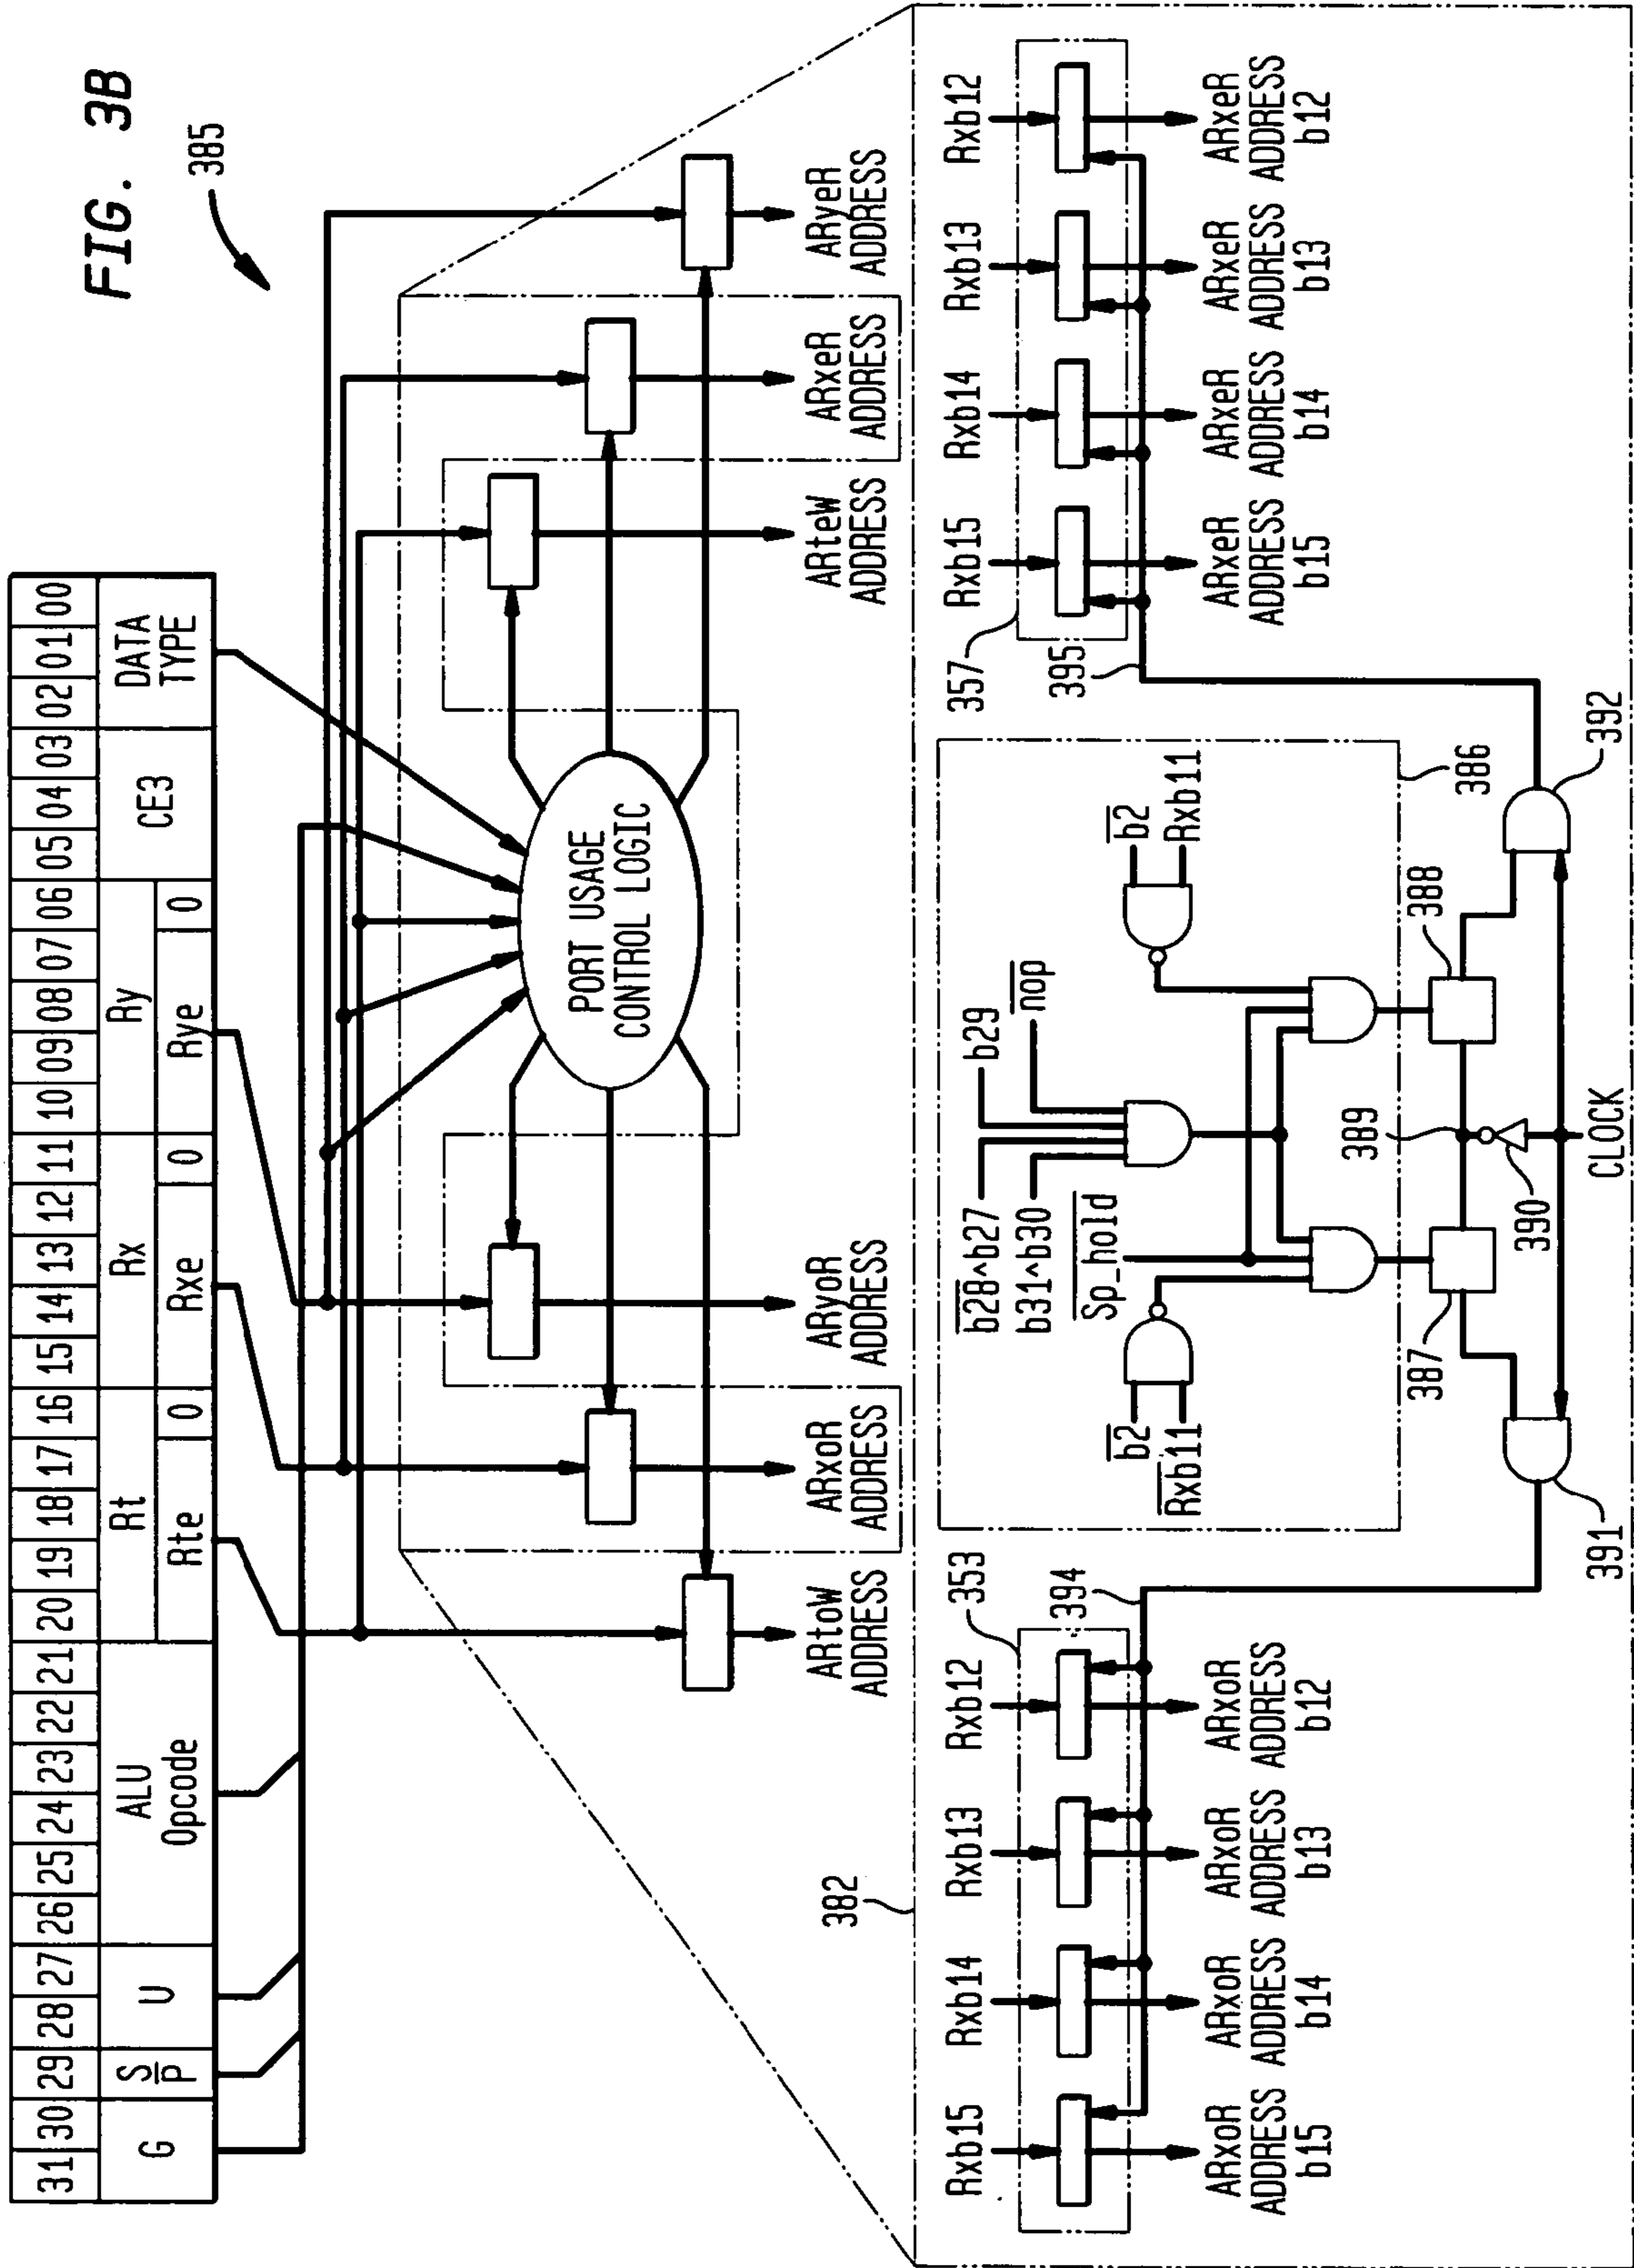 FIG. 3B
385
31 30 29 28 27 26 25 24 23 22 21 20 19 18 17 16 15 14 13 12 11 10 09 08 07 06 05 04 03 02 01 00
G
S/P
U
ALU
Opcode
Rt
Rx
Ry
CE3
DATA
TYPE
Rte
0
Rxe
0
Rye
0
PORT USAGE
CONTROL LOGIC
ARtoW
ADDRESS
ARxoR
ADDRESS
ARyoR
ADDRESS
ARteW
ADDRESS
ARxeR
ADDRESS
ARyeR
ADDRESS
382
Rxb15
Rxb14
Rxb13
Rxb12
353
394
ARxoR
ADDRESS
b15
ARxoR
ADDRESS
b14
ARxoR
ADDRESS
b13
ARxoR
ADDRESS
b12
b̅2̅
R̅x̅b̅1̅1̅
S̅p̅_̅h̅o̅l̅d̅
b31^b30
b̅2̅8̅^b27
b29
n̅o̅p̅
b̅2̅
Rxb11
386
387
388
389
390
391
392
CLOCK
357
395
Rxb15
Rxb14
Rxb13
Rxb12
ARxeR
ADDRESS
b15
ARxeR
ADDRESS
b14
ARxeR
ADDRESS
b13
ARxeR
ADDRESS
b12